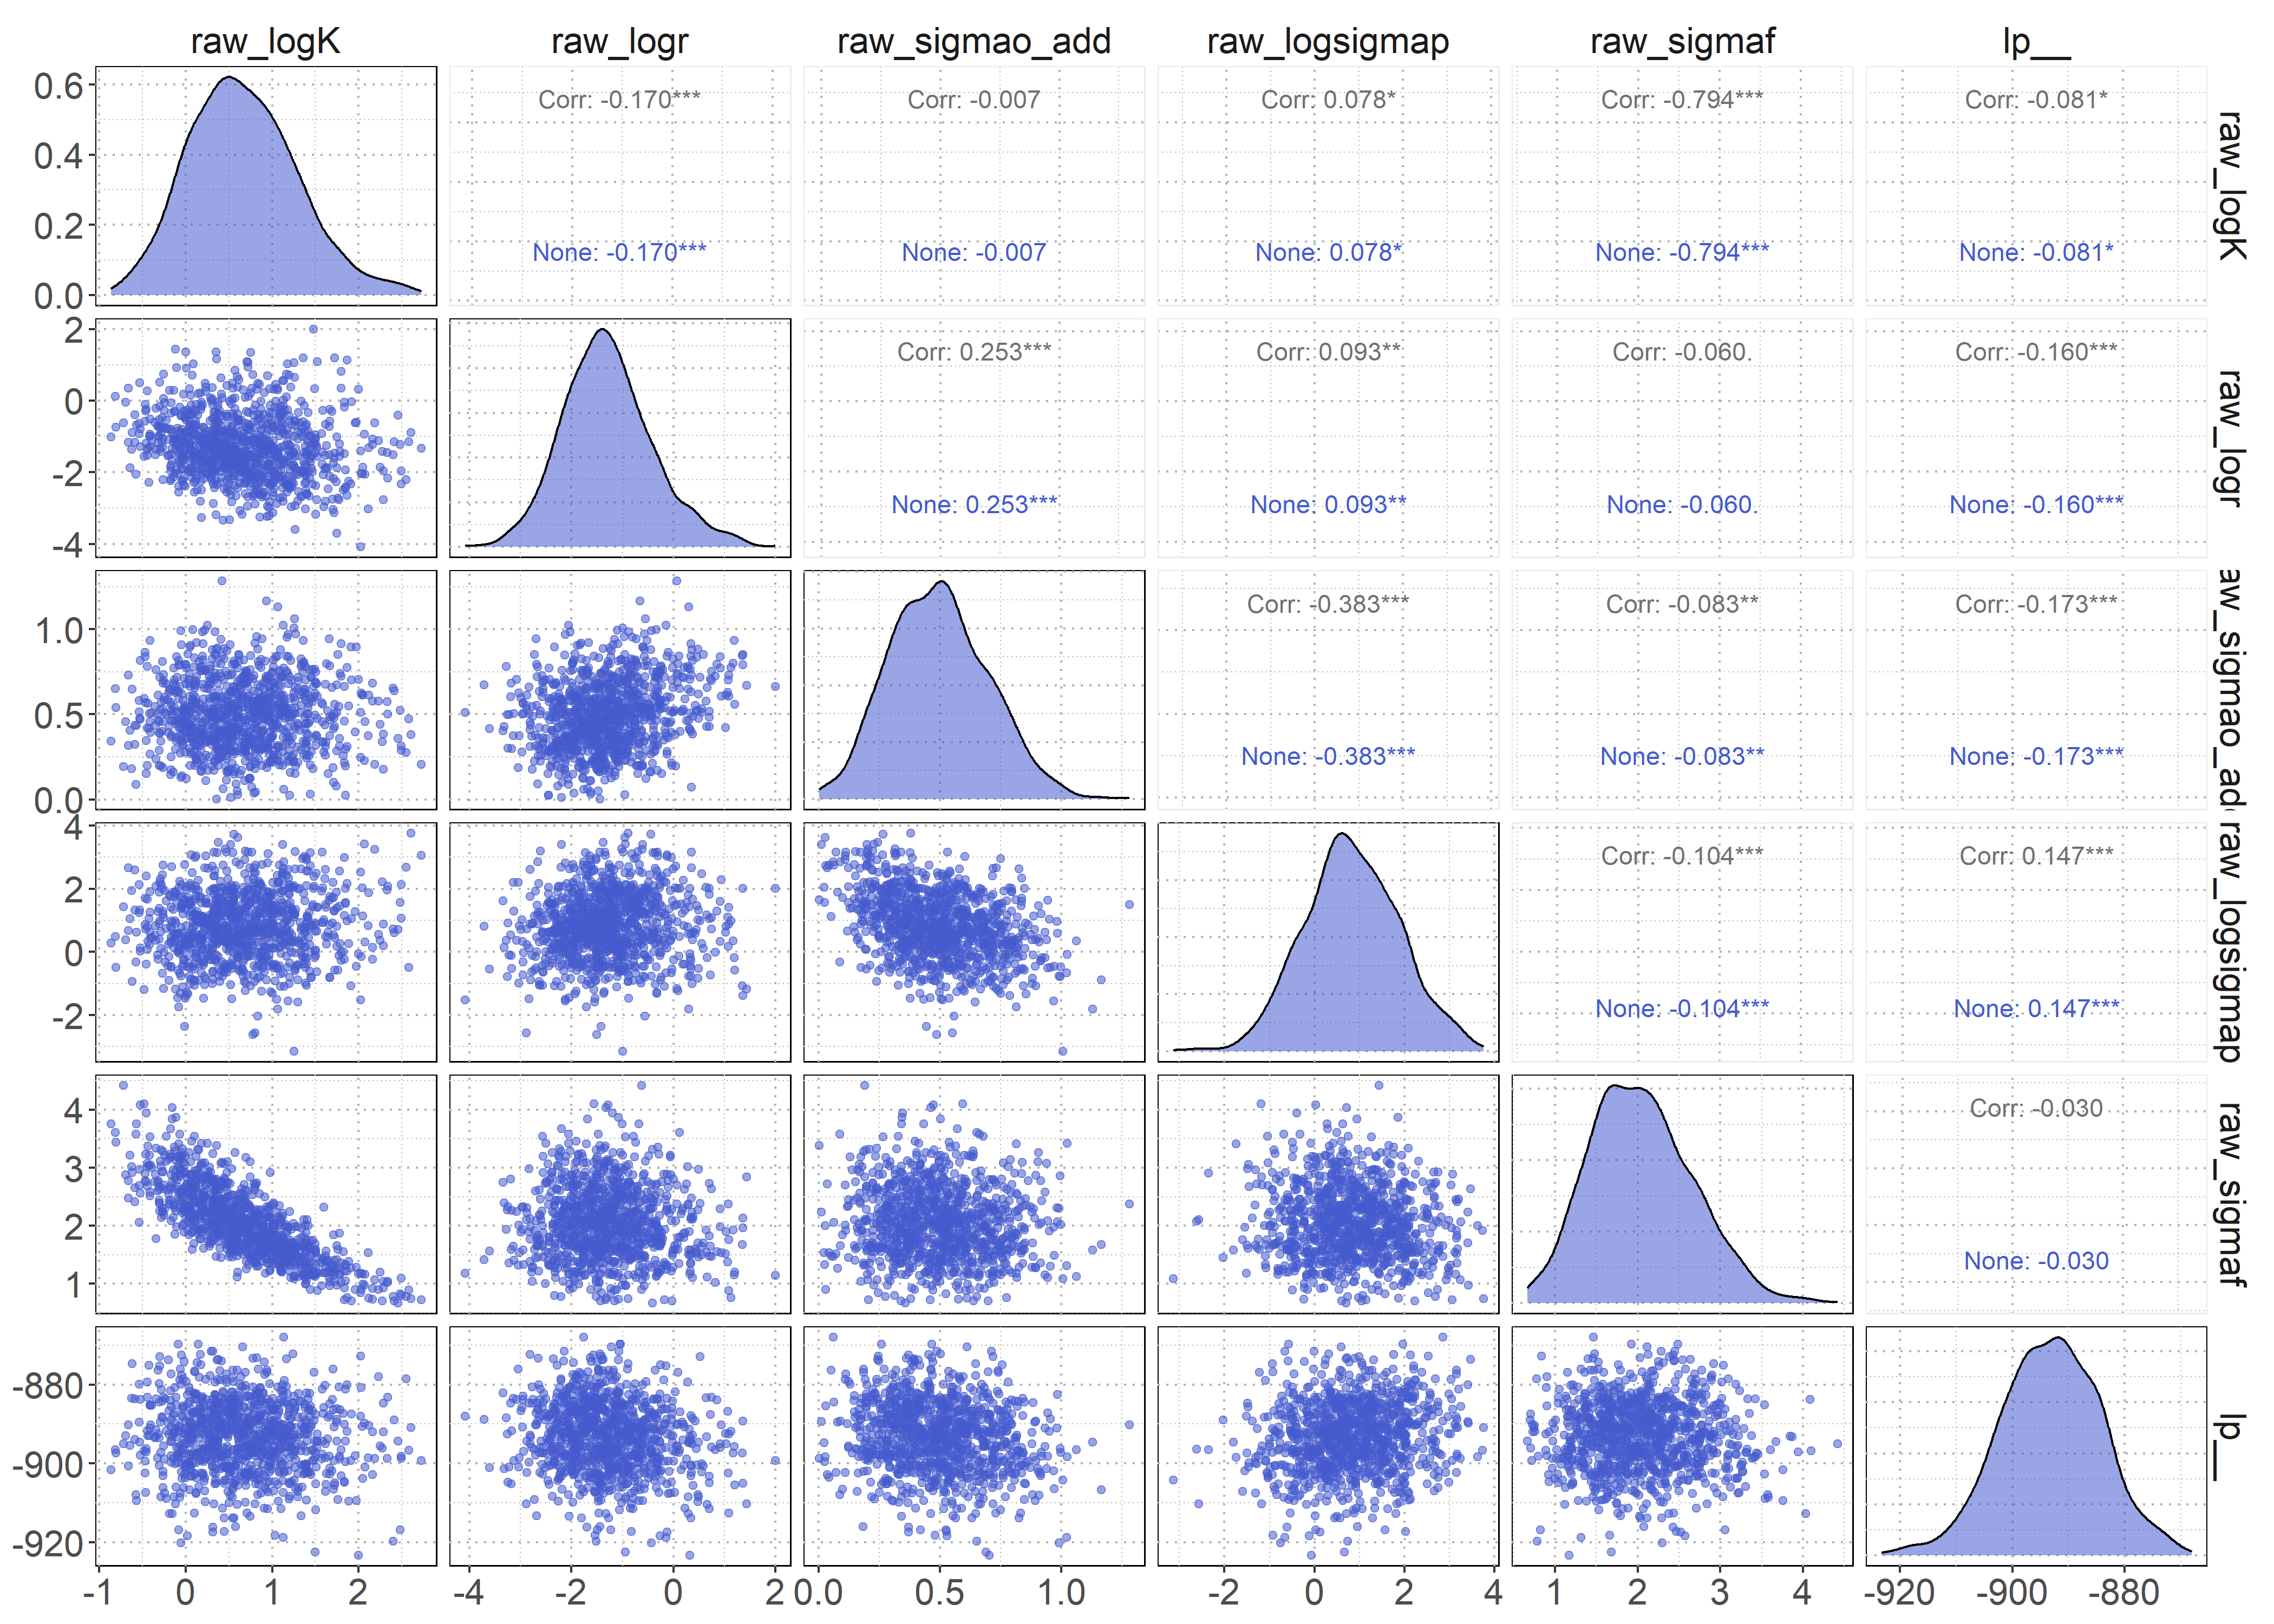 raw_logK raw_logr raw_sigmao_add raw_logsigmap raw_sigmaf lp__
0.6
0.4
0.2
0.0
Corr: -0.170***
None: -0.170***
Corr: -0.007
None: -0.007
Corr: 0.078*
None: 0.078*
Corr: -0.794***
None: -0.794***
Corr: -0.081*
None: -0.081*
raw_logK
2
0
-2
-4
Corr: 0.253***
None: 0.253***
Corr: 0.093**
None: 0.093**
Corr: -0.060.
None: -0.060.
Corr: -0.160***
None: -0.160***
raw_logr
1.0
0.5
0.0
Corr: -0.383***
None: -0.383***
Corr: -0.083**
None: -0.083**
Corr: -0.173***
None: -0.173***
aw_sigmao_ad
4
2
0
-2
Corr: -0.104***
None: -0.104***
Corr: 0.147***
None: 0.147***
raw_logsigmap
4
3
2
1
Corr: -0.030
None: -0.030
raw_sigmaf
-880
-900
-920
lp__
-1 0 1 2 -4 -2 0 2 0.0 0.5 1.0 -2 0 2 4 1 2 3 4 -920 -900 -880